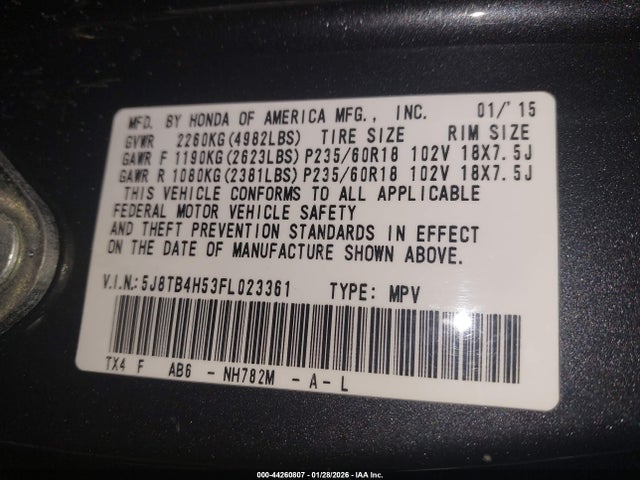 MFD. BY HONDA OF AMERICA MFG., INC. 01/'15
GVWR 2260KG(4982LBS) TIRE SIZE RIM SIZE
GAWR F 1190KG(2623LBS) P235/60R18 102V 18X7.5J
GAWR R 1080KG(2381LBS) P235/60R18 102V 18X7.5J
THIS VEHICLE CONFORMS TO ALL APPLICABLE
FEDERAL MOTOR VEHICLE SAFETY
AND THEFT PREVENTION STANDARDS IN EFFECT
ON THE DATE OF MANUFACTURE SHOWN ABOVE.
V.I.N.:5J8TB4H53FL023361 TYPE: MPV
TX4 F AB6 - NH782M - A - L
000-44260807 - 01/28/2026 - IAA Inc.